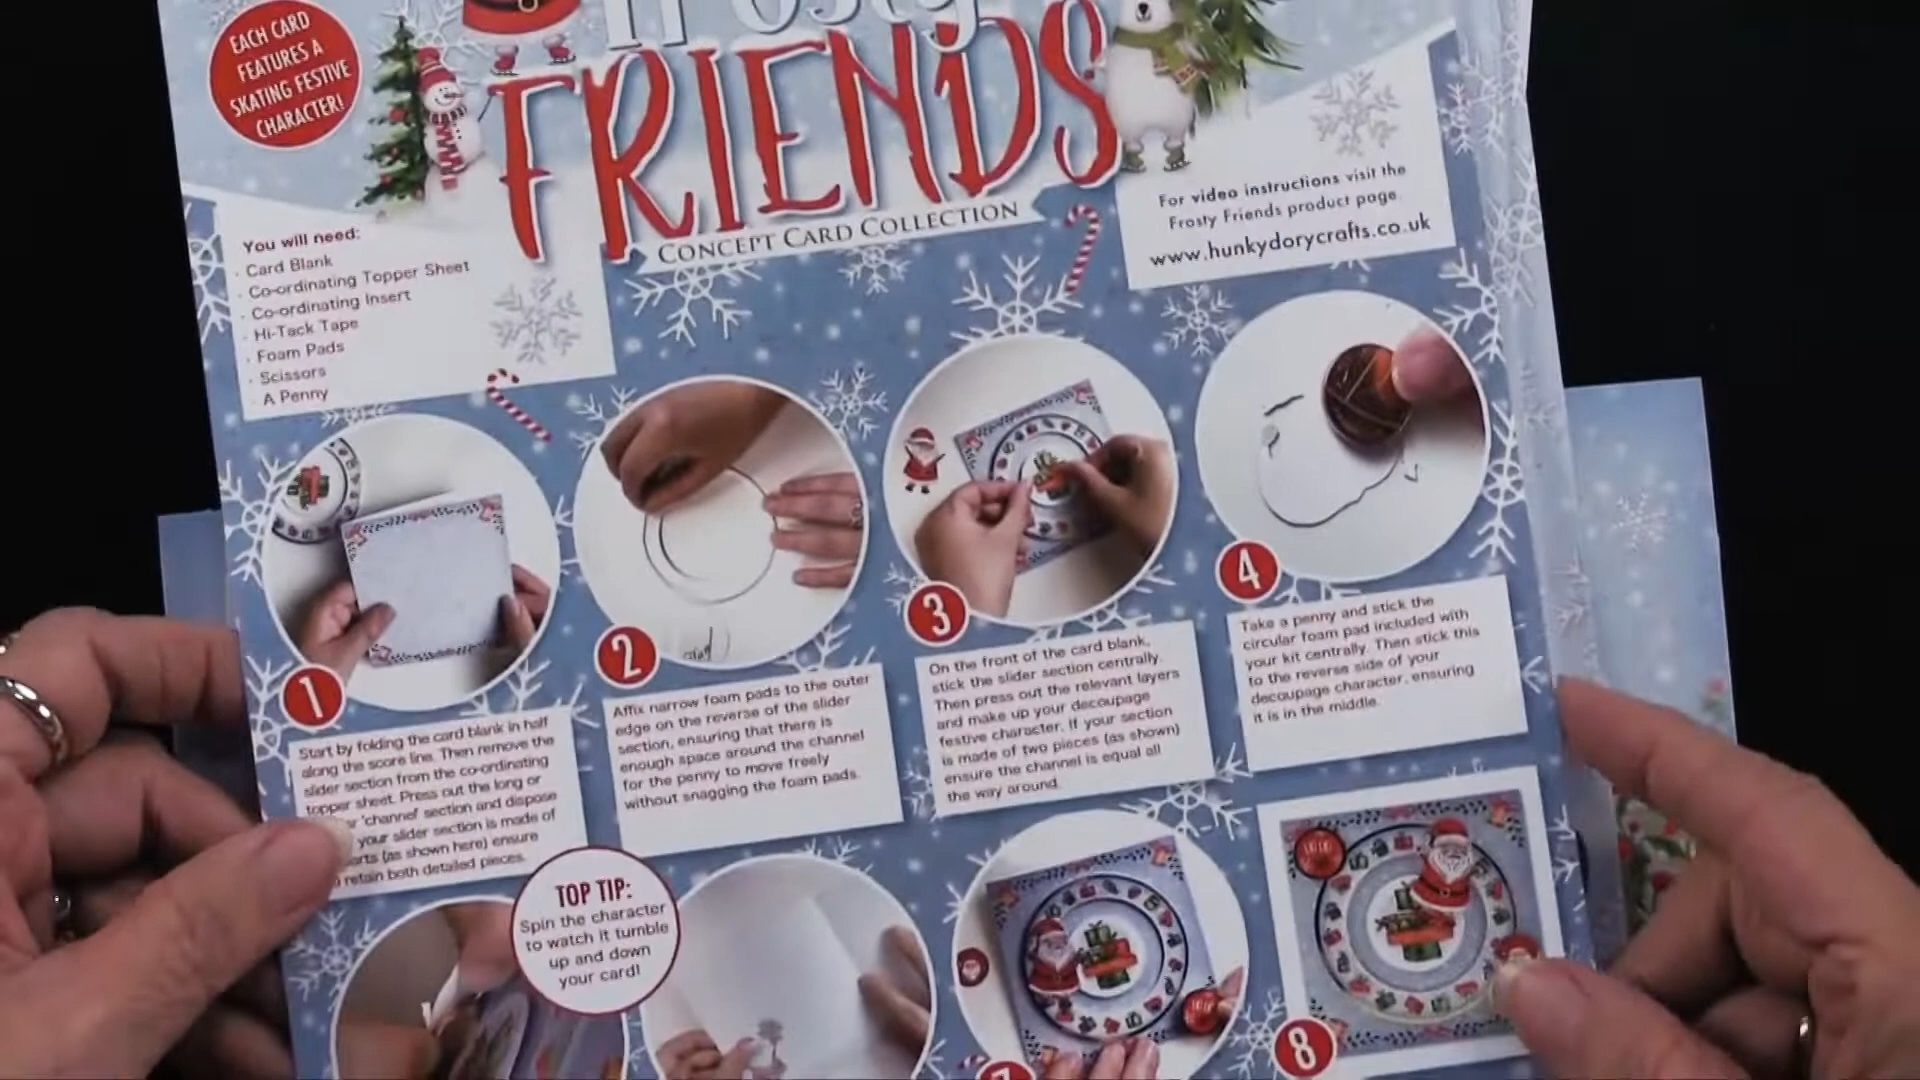 EACH CARD
FEATURES A
SKATING FESTIVE
CHARACTER!
Frosty
FRIENDS
CONCEPT CARD COLLECTION
For video instructions visit the
Frosty Friends product page
www.hunkydorycrafts.co.uk
You will need:
· Card Blank
· Co-ordinating Topper Sheet
· Co-ordinating Insert
· Hi-Tack Tape
· Foam Pads
· Scissors
· A Penny
1
Start by folding the card blank in half
along the score line. Then remove the
slider section from the co-ordinating
topper sheet. Press out the long or
'channel' section and dispose
your slider section is made of
(as shown here) ensure
retain both detailed pieces.
2
Affix narrow foam pads to the outer
edge on the reverse of the slider
section, ensuring that there is
enough space around the channel
for the penny to move freely
without snagging the foam pads.
3
On the front of the card blank,
stick the slider section centrally.
Then press out the relevant layers
and make up your decoupage
festive character. If your section
is made of two pieces (as shown)
ensure the channel is equal all
the way around.
4
Take a penny and stick the
circular foam pad included with
your kit centrally. Then stick this
to the reverse side of your
decoupage character, ensuring
it is in the middle.
TOP TIP:
Spin the character
to watch it tumble
up and down
your card!
7
8